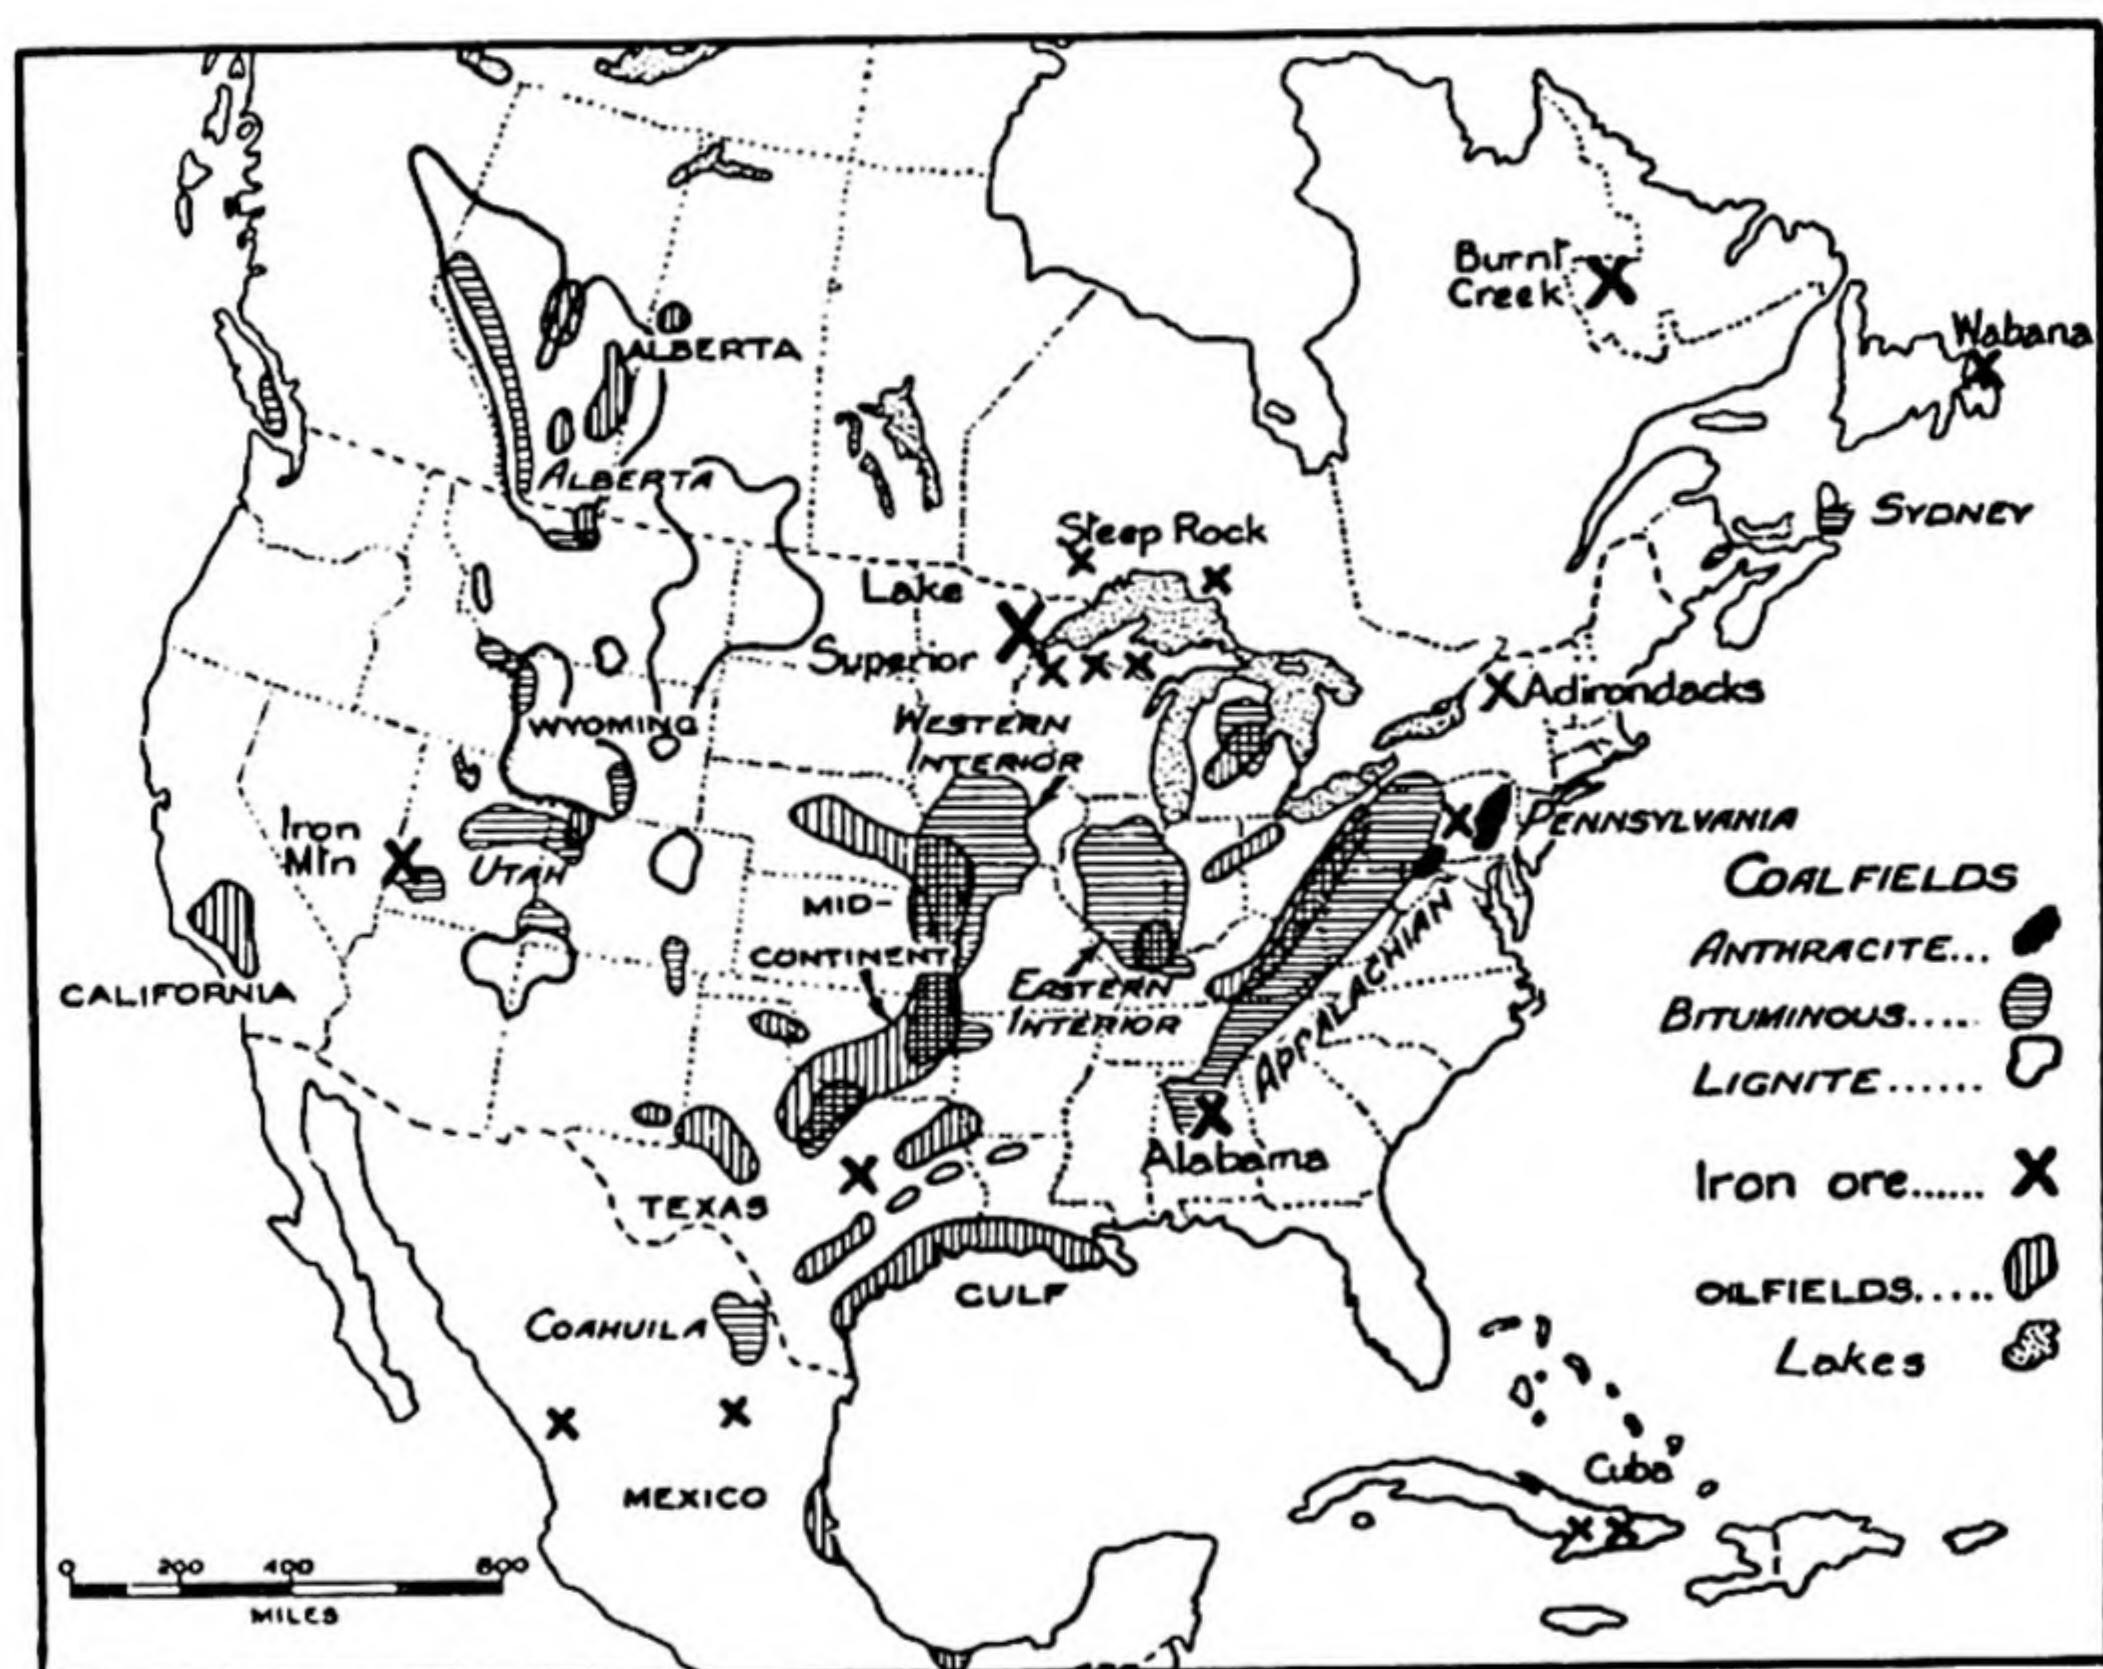 Burnt
Creek
Wabana
ALBERTA
ALBERTA
SYDNEY
Steep Rock
Lake
Superior
Adirondacks
WESTERN
INTERIOR
WYOMING
Iron
Mtn
UTAH
PENNSYLVANIA
MID-
CONTINENT
CALIFORNIA
EASTERN
INTERIOR
APPALACHIAN
Alabama
TEXAS
GULF
COAHUILA
MEXICO
Cuba
COALFIELDS
ANTHRACITE...
BITUMINOUS.....
LIGNITE......
Iron ore......
OILFIELDS.....
Lakes
0 200 400 800
MILES